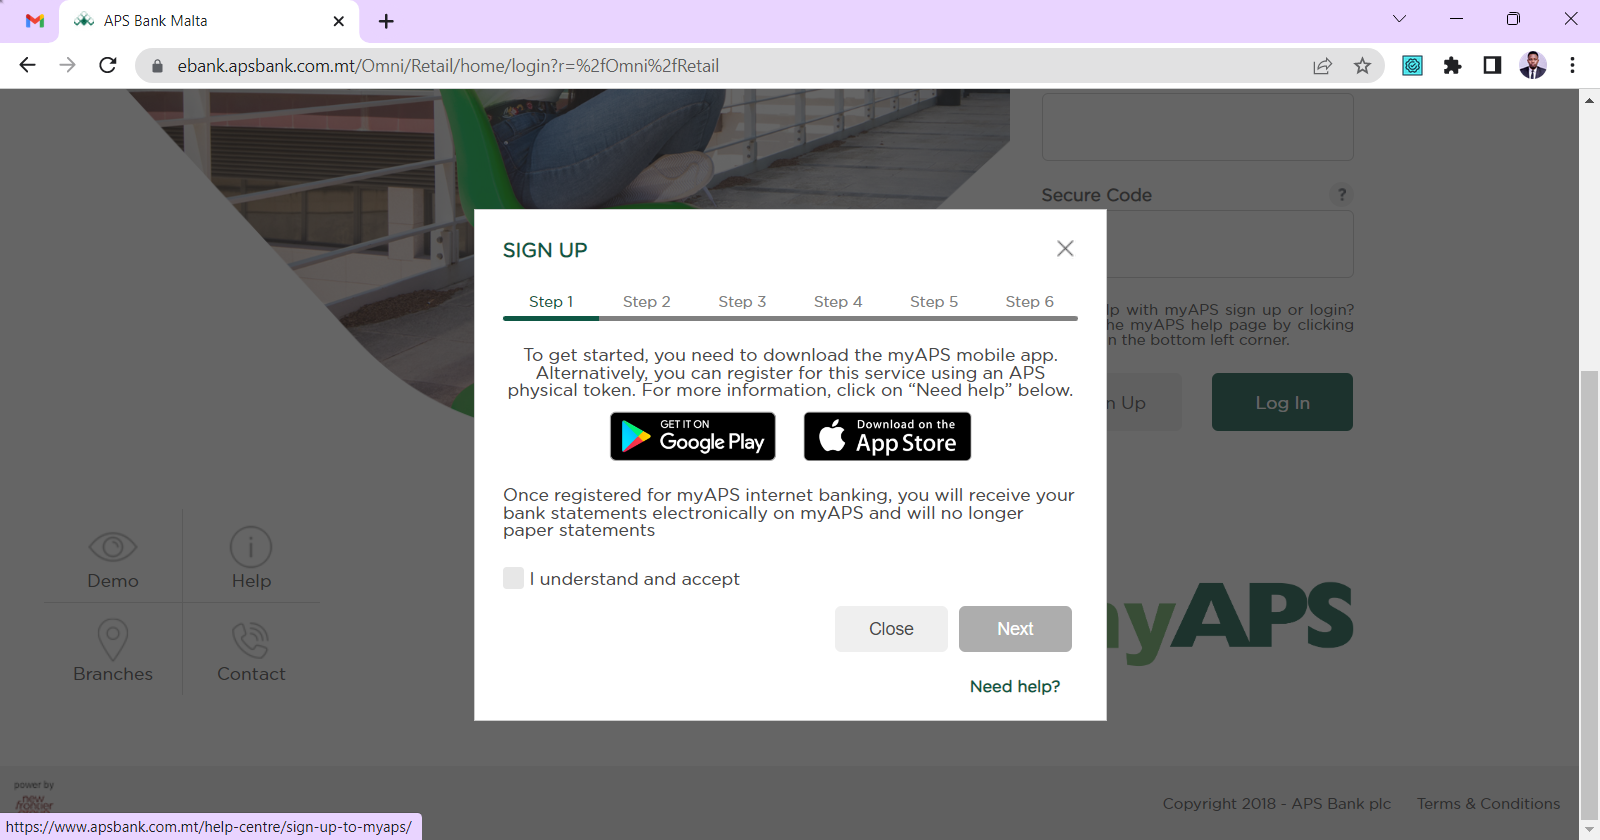 APS Bank Malta
ebank.apsbank.com.mt/Omni/Retail/home/login?r=%2fOmni%2fRetail
Secure Code ?
SIGN UP
Step 1 Step 2 Step 3 Step 4 Step 5 Step 6
To get started, you need to download the myAPS mobile app.
Alternatively, you can register for this service using an APS
physical token. For more information, click on “Need help” below.
GET IT ON
Google Play
Download on the
App Store
Once registered for myAPS internet banking, you will receive your
bank statements electronically on myAPS and will no longer
paper statements
I understand and accept
Close Next
Need help?
with myAPS sign up or login?
myAPS help page by clicking
the bottom left corner.
Up Log In
Demo Help
Branches Contact
myAPS
power by
new
frontier
Copyright 2018 - APS Bank plc Terms & Conditions
https://www.apsbank.com.mt/help-centre/sign-up-to-myaps/